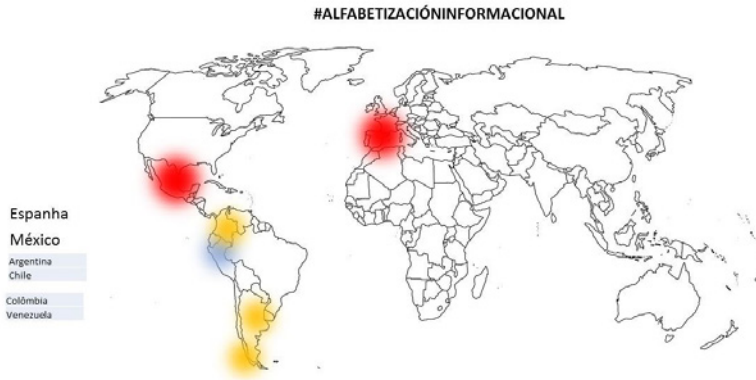 #ALFABETIZACIÓNINFORMACIONAL
Espanha
México
Argentina
Chile
Colômbia
Venezuela